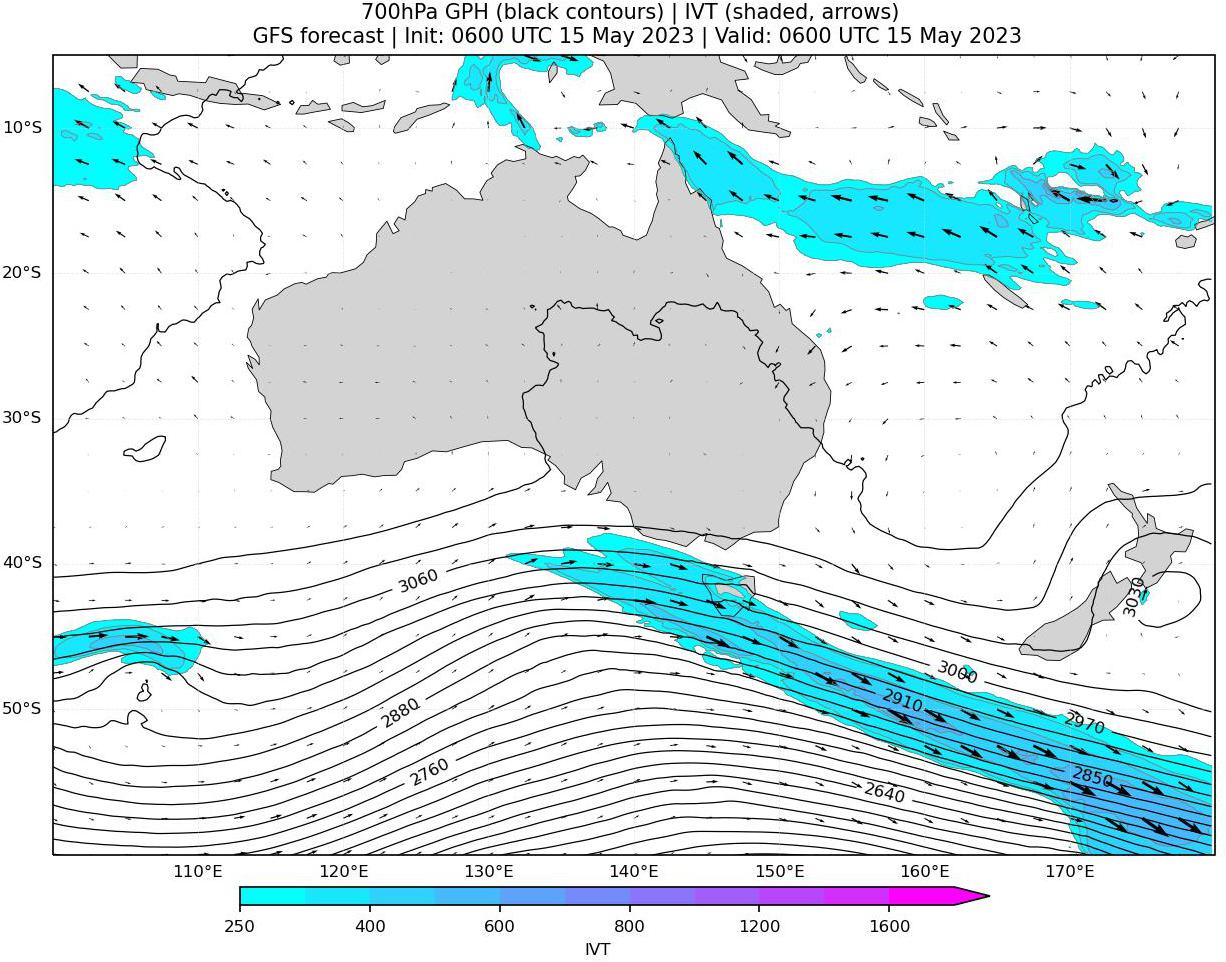 700hPa GPH (black contours) | IVT (shaded, arrows)
GFS forecast | Init: 0600 UTC 15 May 2023 | Valid: 0600 UTC 15 May 2023
10°S
20°S
30°S
40°S
50°S
3060
3030
3000
2970
2910
2880
2850
2760
2640
110°E 120°E 130°E 140°E 150°E 160°E 170°E
250 400 600 800 1200 1600
IVT